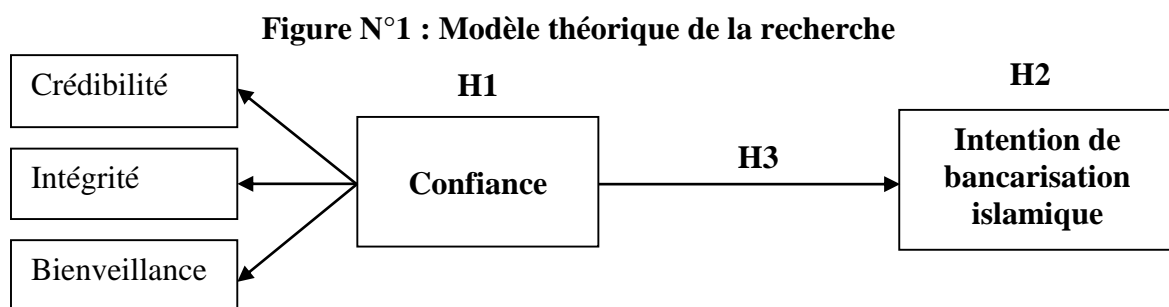 Figure N°1 : Modèle théorique de la recherche
Crédibilité
Intégrité
Bienveillance
H1
Confiance
H3
H2
Intention de
bancarisation
islamique